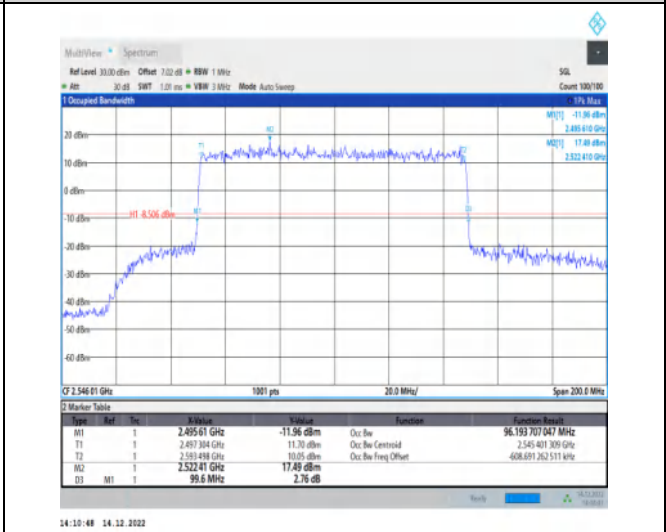 MultiView Spectrum
Ref Level 30.00 dBm Offset 7.02 dB RBW 1 MHz SGL
Att 30 dB SWT 1.01 ms VBW 3 MHz Mode Auto Sweep Count 100/100
1 Occupied Bandwidth 1Pk Max
M1[1] -11.96 dBm
2.495 610 GHz
M2[1] 17.49 dBm
2.522 410 GHz
20 dBm
M2
T1
T2
10 dBm
0 dBm
H1 -8.506 dBm
M1
D3
-10 dBm
-20 dBm
-30 dBm
-40 dBm
-50 dBm
-60 dBm
CF 2.546 01 GHz 1001 pts 20.0 MHz/ Span 200.0 MHz
2 Marker Table
Type Ref Trc X-Value Y-Value Function Function Result
M1 1 2.495 61 GHz -11.96 dBm Occ Bw 96.193 707 047 MHz
T1 1 2.497 304 GHz 11.70 dBm Occ Bw Centroid 2.545 401 309 GHz
T2 1 2.593 498 GHz 10.05 dBm Occ Bw Freq Offset -608.691 262 511 kHz
M2 1 2.522 41 GHz 17.49 dBm
D3 M1 1 99.6 MHz 2.76 dB
Ready 14.12.2022
14:10:48 14.12.2022